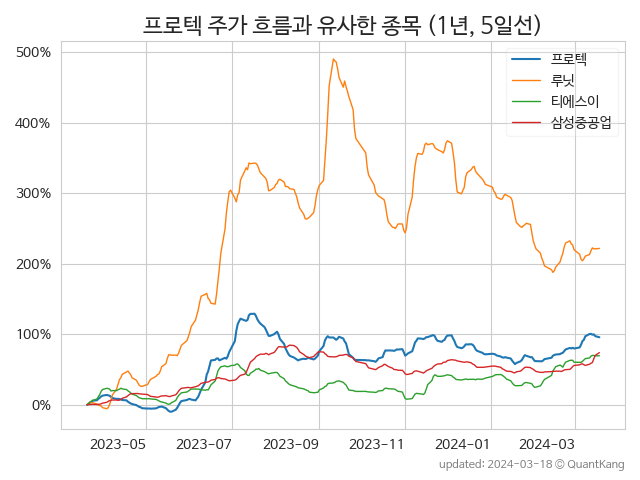 프로텍 주가 흐름과 유사한 종목 (1년, 5일선)
프로텍
루닛
티에스이
삼성중공업
500%
400%
300%
200%
100%
0%
2023-05 2023-07 2023-09 2023-11 2024-01 2024-03
updated: 2024-03-18 © QuantKang